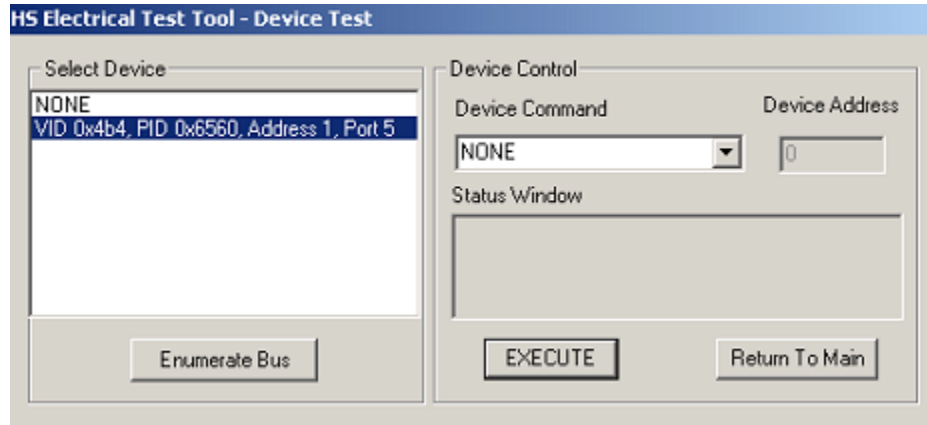 HS Electrical Test Tool - Device Test
Select Device
NONE
VID 0x4b4, PID 0x6560, Address 1, Port 5
Enumerate Bus
Device Control
Device Command
Device Address
NONE
0
Status Window
EXECUTE
Return To Main